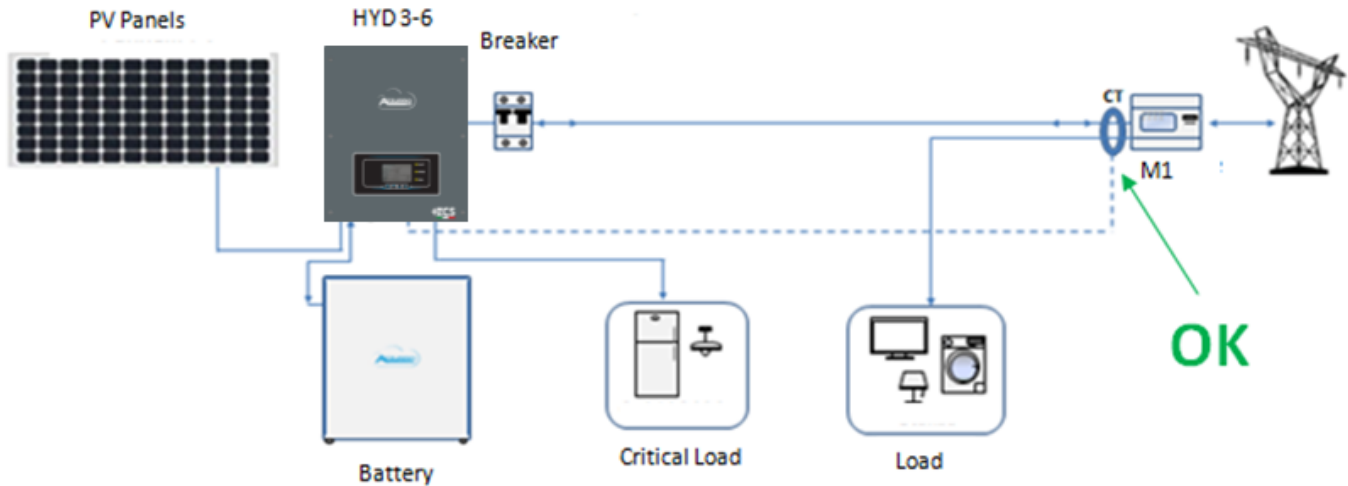 PV Panels
HYD 3-6
Breaker
CT
M1
OK
Critical Load
Load
Battery